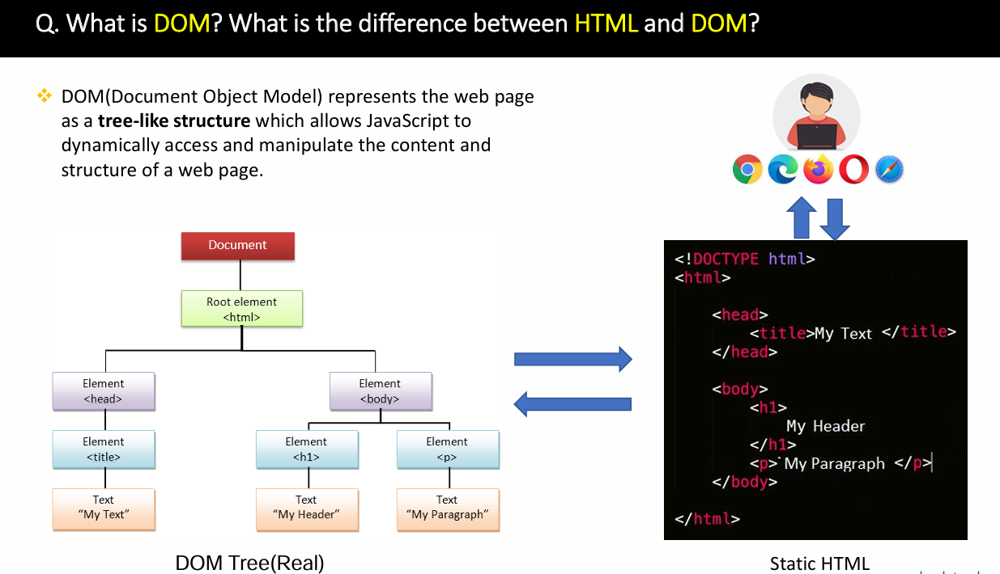 Q. What is DOM? What is the difference between HTML and DOM?
DOM(Document Object Model) represents the web page
as a tree-like structure which allows JavaScript to
dynamically access and manipulate the content and
structure of a web page.
Document
Root element
<html>
Element
<head>
Element
<body>
Element
<title>
Element
<h1>
Element
<p>
Text
“My Text”
Text
“My Header”
Text
“My Paragraph”
DOM Tree(Real)
<!DOCTYPE html>
<html>
<head>
<title>My Text </title>
</head>
<body>
<h1>
My Header
</h1>
<p> My Paragraph </p>
</body>
</html>
Static HTML